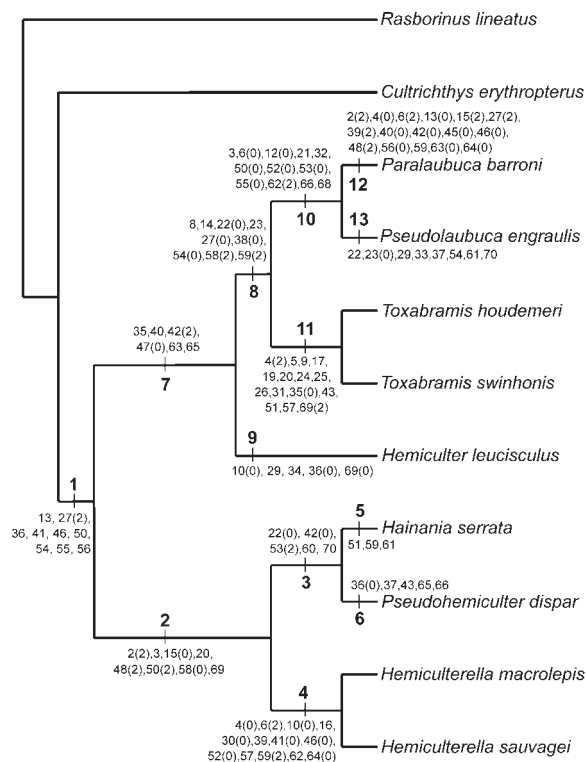 Rasborinus lineatus
Cultrichthys erythropterus
2(2),4(0),6(2),13(0),15(2),27(2),
39(2),40(0),42(0),45(0),46(0),
48(2),56(0),59,63(0),64(0)
3,6(0),12(0),21,32,
50(0),52(0),53(0),
55(0),62(2),66,68
Paralaubuca barroni
12
10
13
Pseudolaubuca engraulis
22,23(0),29,33,37,54,61,70
8,14,22(0),23,
27(0),38(0),
54(0),58(2),59(2)
8
Toxabramis houdemeri
11
4(2),5,9,17,
19,20,24,25,
26,31,35(0),43,
51,57,69(2)
Toxabramis swinhonis
35,40,42(2),
47(0),63,65
7
9
Hemiculter leucisculus
10(0), 29, 34, 36(0), 69(0)
1
13, 27(2),
36, 41, 46, 50,
54, 55, 56
5
Hainania serrata
51,59,61
22(0), 42(0),
53(2),60, 70
3
36(0),37,43,65,66
Pseudohemiculter dispar
6
2
2(2),3,15(0),20,
48(2),50(2),58(0),69
Hemiculterella macrolepis
4
4(0),6(2),10(0),16,
30(0),39,41(0),46(0),
52(0),57,59(2),62,64(0)
Hemiculterella sauvagei